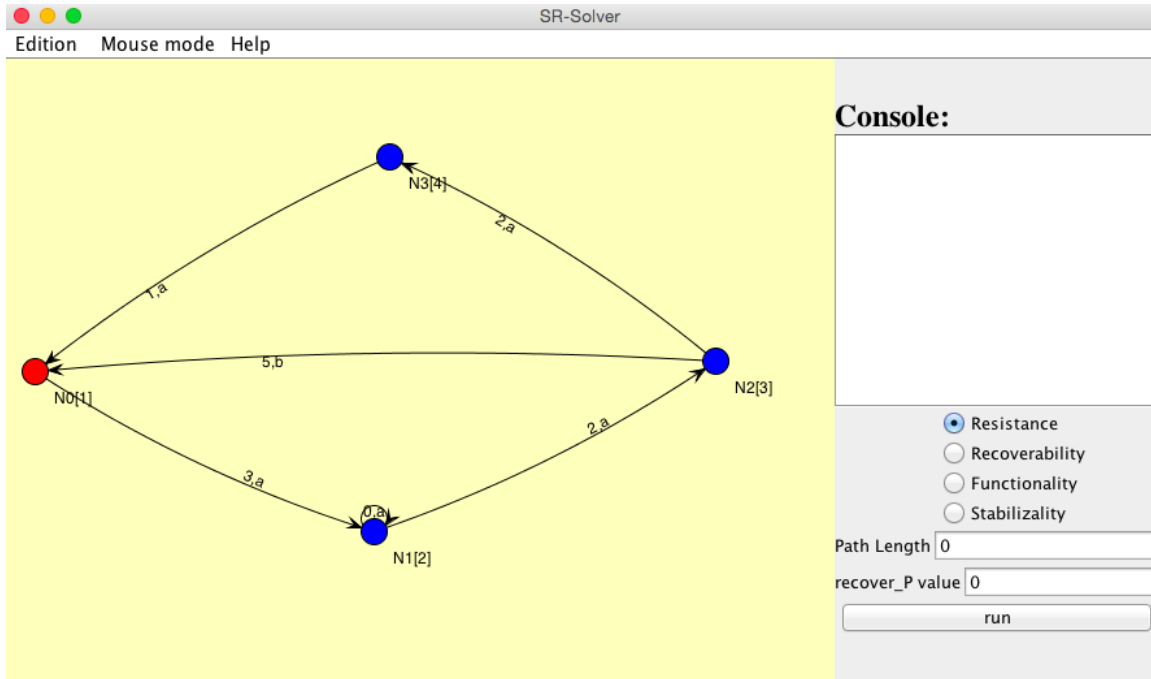 SR-Solver
Edition Mouse mode Help
Console:
N3[4]
2,a
1,a
5,b
N0[1]
N2[3]
3,a
2,a
0,a
N1[2]
Resistance
Recoverability
Functionality
Stabilizality
Path Length 0
recover_P value 0
run